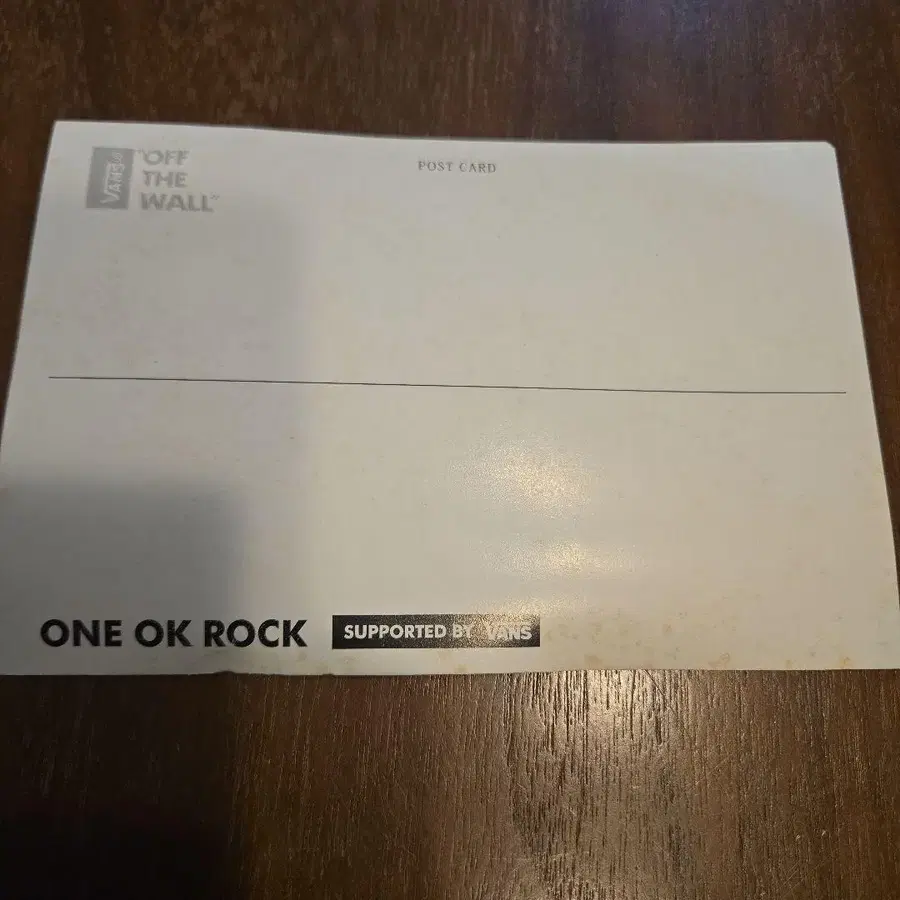 VANS
"OFF
THE
WALL"
POST CARD
ONE OK ROCK
SUPPORTED BY VANS